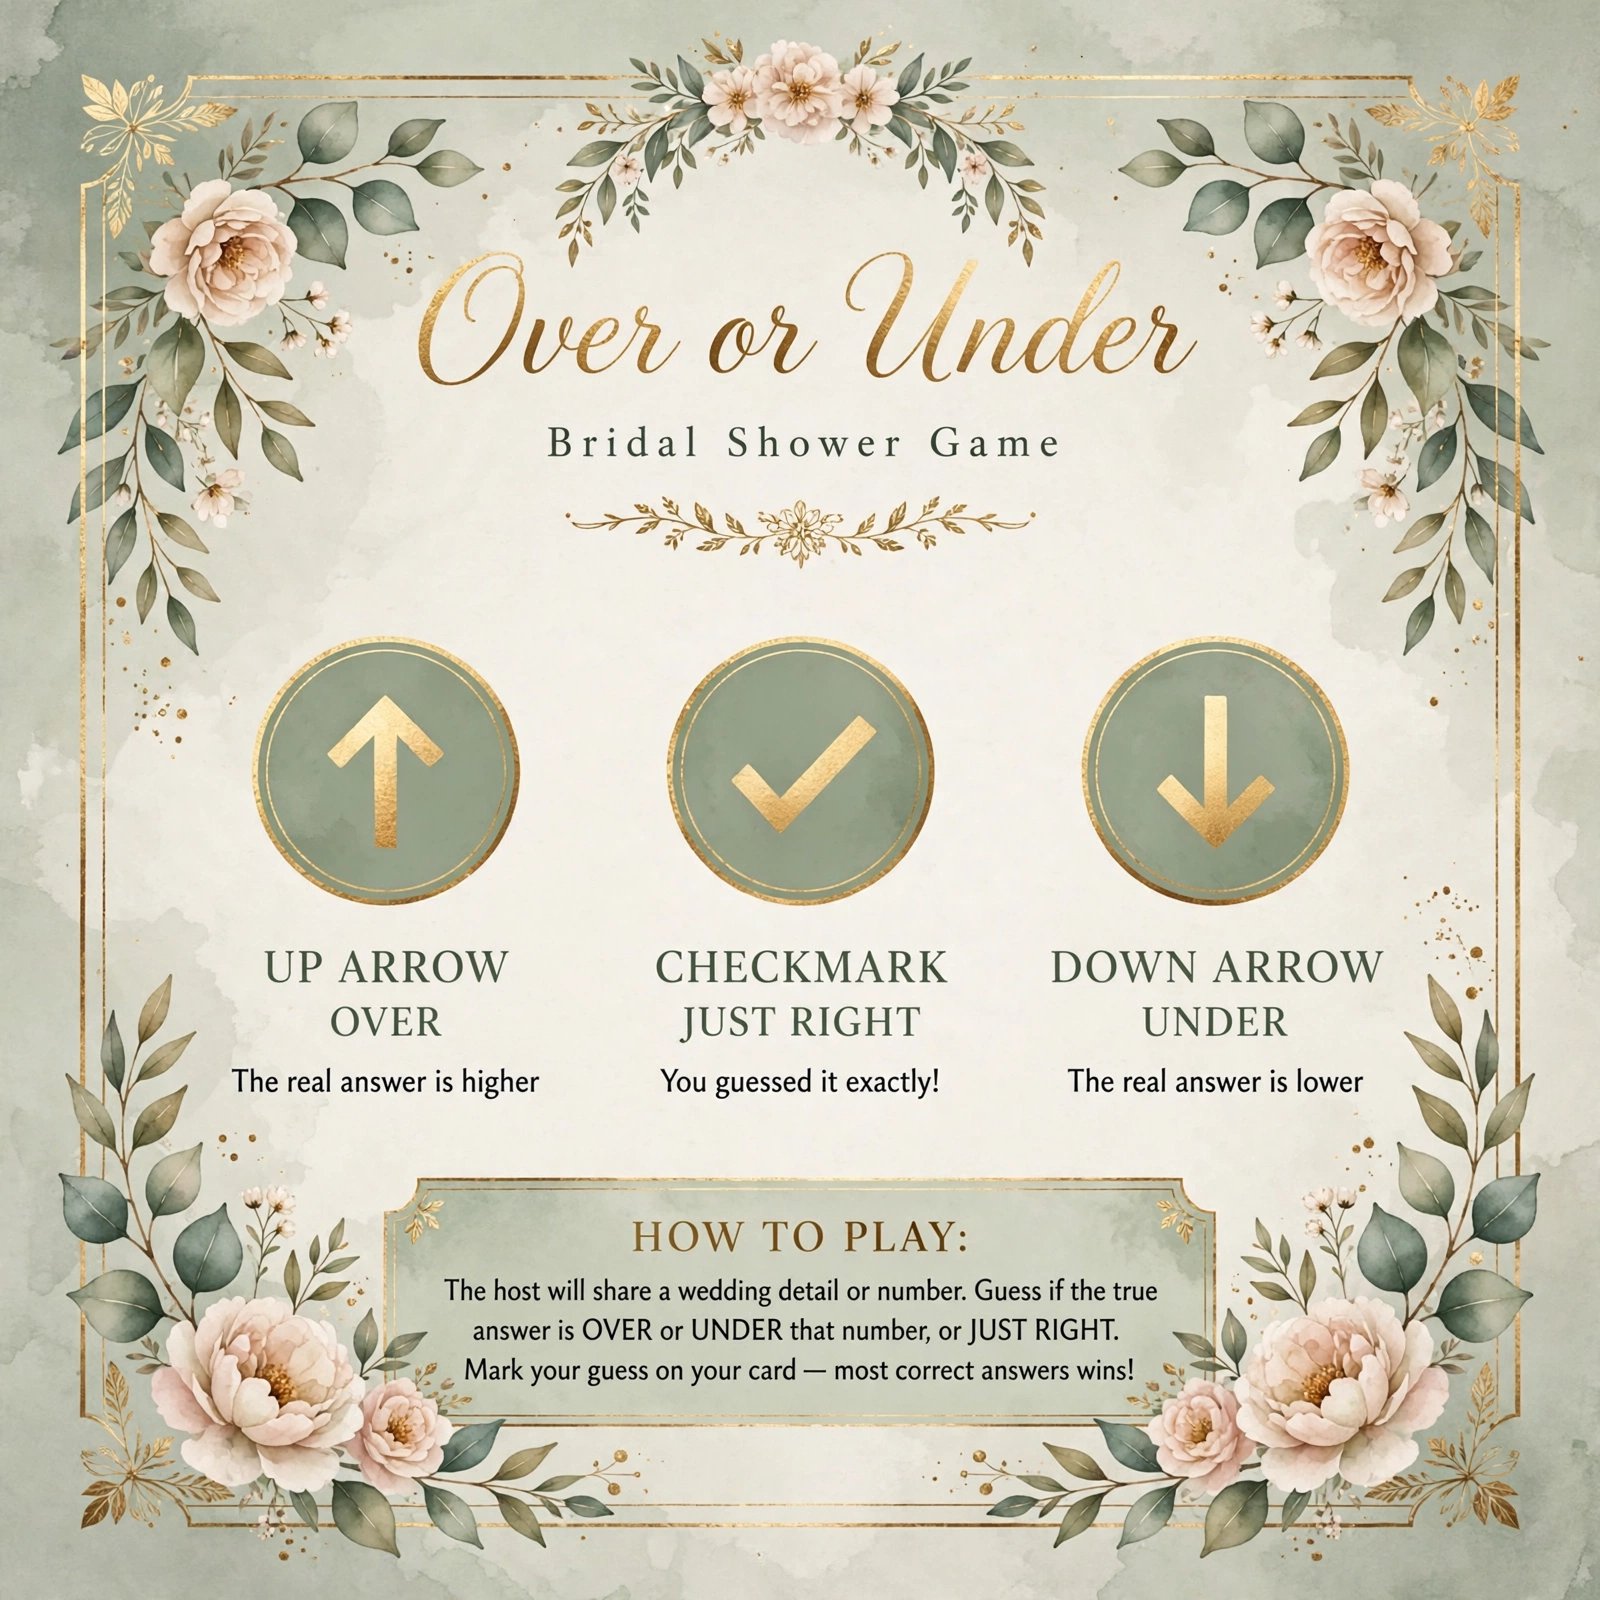 Over or Under
Bridal Shower Game
UP ARROW
OVER
The real answer is higher
CHECKMARK
JUST RIGHT
You guessed it exactly!
DOWN ARROW
UNDER
The real answer is lower
HOW TO PLAY:
The host will share a wedding detail or number. Guess if the true
answer is OVER or UNDER that number, or JUST RIGHT.
Mark your guess on your card — most correct answers wins!